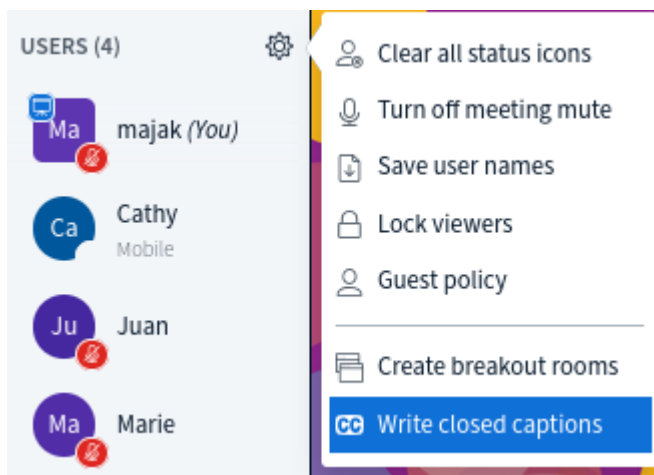 USERS (4)
Ma
majak (You)
Ca
Cathy
Mobile
Ju
Juan
Ma
Marie
Clear all status icons
Turn off meeting mute
Save user names
Lock viewers
Guest policy
Create breakout rooms
CC Write closed captions